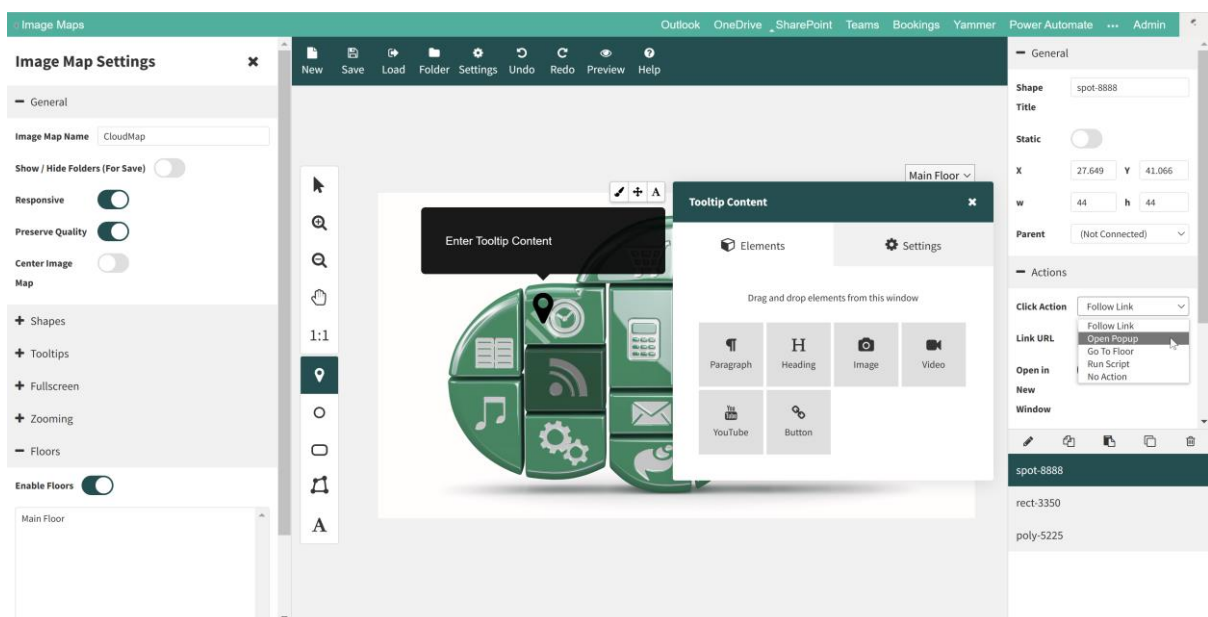 Image Maps
Outlook OneDrive SharePoint Teams Bookings Yammer Power Automate ... Admin
Image Map Settings
General
Image Map Name CloudMap
Show / Hide Folders (For Save)
Responsive
Preserve Quality
Center Image
Map
Shapes
Tooltips
Fullscreen
Zooming
Floors
Enable Floors
Main Floor
New Save Load Folder Settings Undo Redo Preview Help
1:1
A
Main Floor
A
Enter Tooltip Content
Tooltip Content
Elements Settings
Drag and drop elements from this window
Paragraph Heading Image Video
YouTube Button
General
Shape spot-8888
Title
Static
X 27.649 Y 41.066
w 44 h 44
Parent (Not Connected)
Actions
Click Action Follow Link
Follow Link
Link URL Open Popup
Go To Floor
Open in Run Script
New No Action
Window
spot-8888
rect-3350
poly-5225